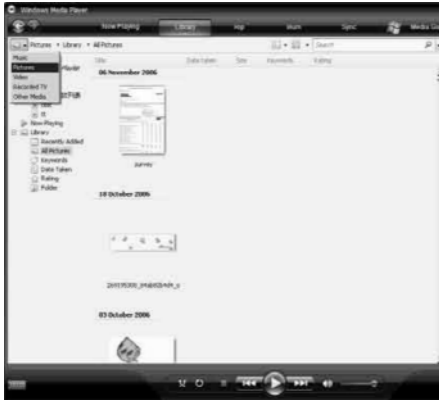 Windows Media Player
Now Playing Library Rip Burn Sync Media Gu
Pictures Library All Pictures Search
Music
Pictures
Video
Recorded TV
Other Media
Title Date taken Size Keywords Rating
06 November 2006
survey
Now Playing
Library
Recently Added
All Pictures
Keywords
Date Taken
Rating
Folder
18 October 2006
03 October 2006